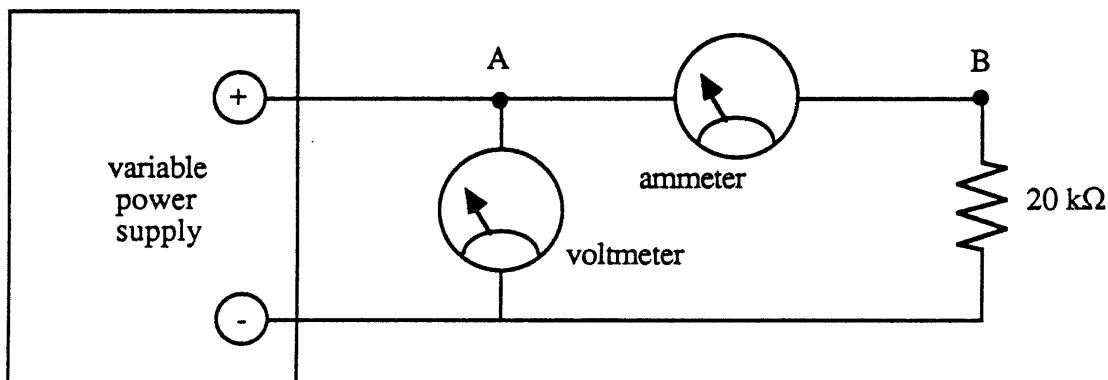 A
B
+
variable
power
supply
ammeter
20 kΩ
voltmeter
-